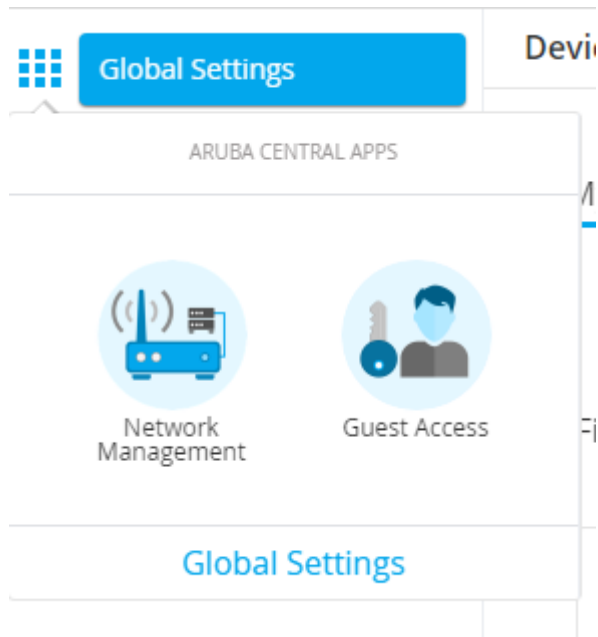 Global Settings
ARUBA CENTRAL APPS
Network
Management
Guest Access
Global Settings